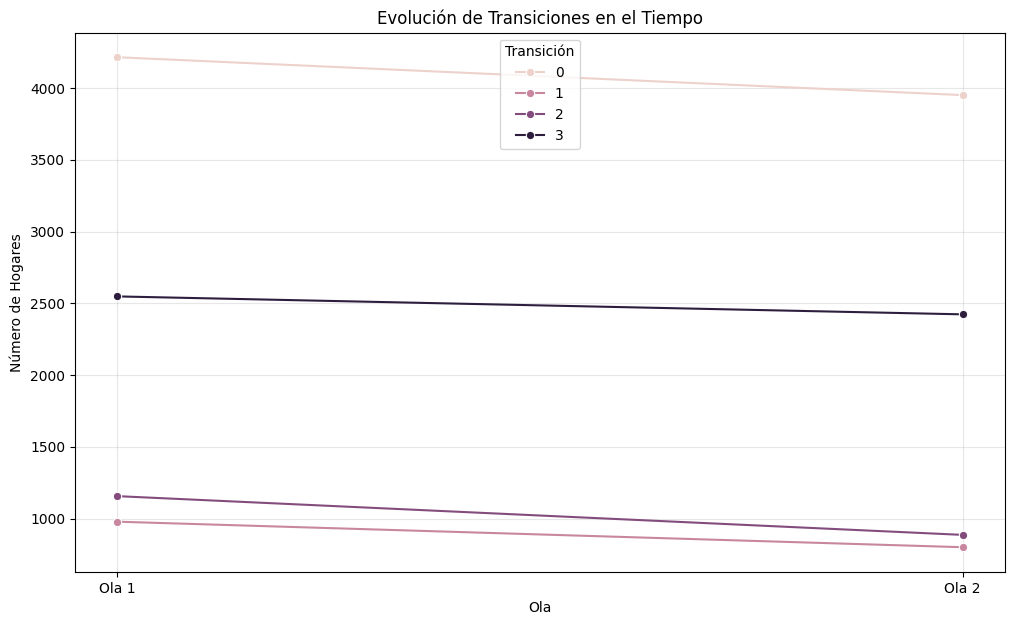 Evolución de Transiciones en el Tiempo
Transición
0
1
2
3
Número de Hogares
4000
3500
3000
2500
2000
1500
1000
Ola 1
Ola 2
Ola